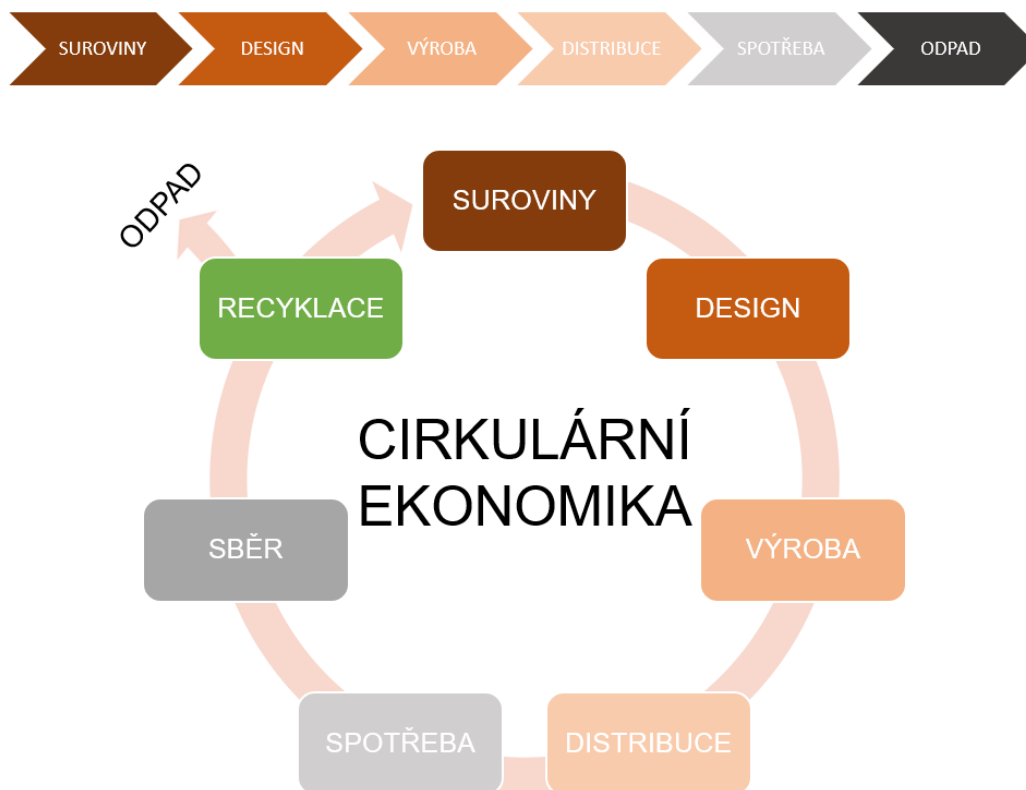 SUROVINY
DESIGN
VÝROBA
DISTRIBUCE
SPOTŘEBA
ODPAD
ODPAD
SUROVINY
RECYKLACE
DESIGN
CIRKULÁRNÍ
EKONOMIKA
SBĚR
VÝROBA
SPOTŘEBA
DISTRIBUCE